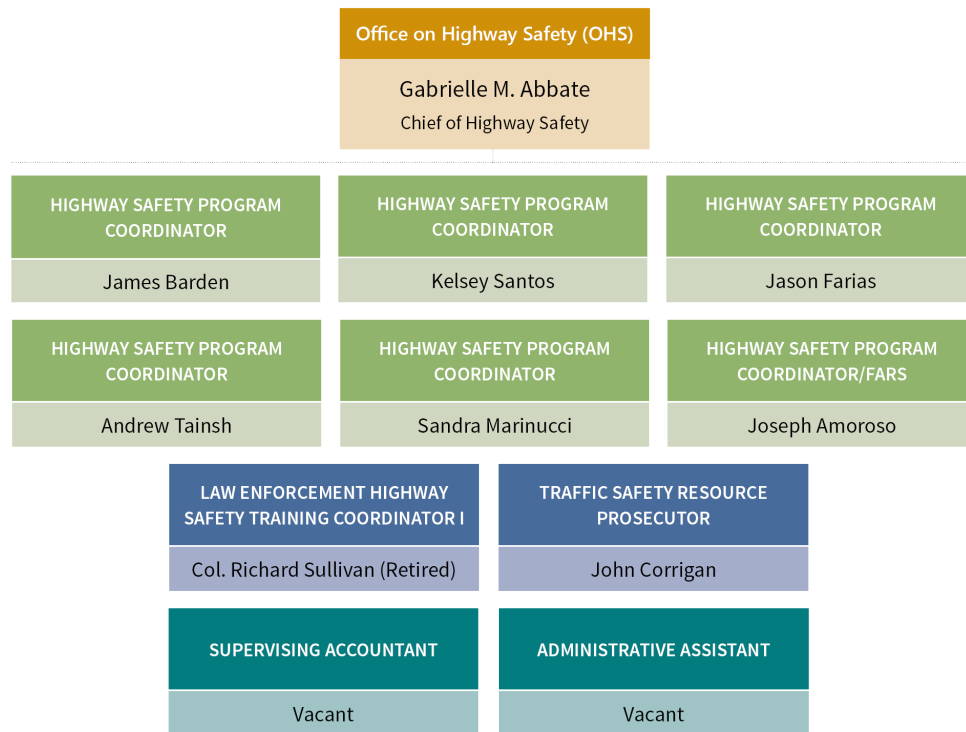 Office on Highway Safety (OHS)
Gabrielle M. Abbate
Chief of Highway Safety
HIGHWAY SAFETY PROGRAM
COORDINATOR
James Barden
HIGHWAY SAFETY PROGRAM
COORDINATOR
Kelsey Santos
HIGHWAY SAFETY PROGRAM
COORDINATOR
Jason Farias
HIGHWAY SAFETY PROGRAM
COORDINATOR
Andrew Tainsh
HIGHWAY SAFETY PROGRAM
COORDINATOR
Sandra Marinucci
HIGHWAY SAFETY PROGRAM
COORDINATOR/FARS
Joseph Amoroso
LAW ENFORCEMENT HIGHWAY
SAFETY TRAINING COORDINATOR I
Col. Richard Sullivan (Retired)
TRAFFIC SAFETY RESOURCE
PROSECUTOR
John Corrigan
SUPERVISING ACCOUNTANT
Vacant
ADMINISTRATIVE ASSISTANT
Vacant